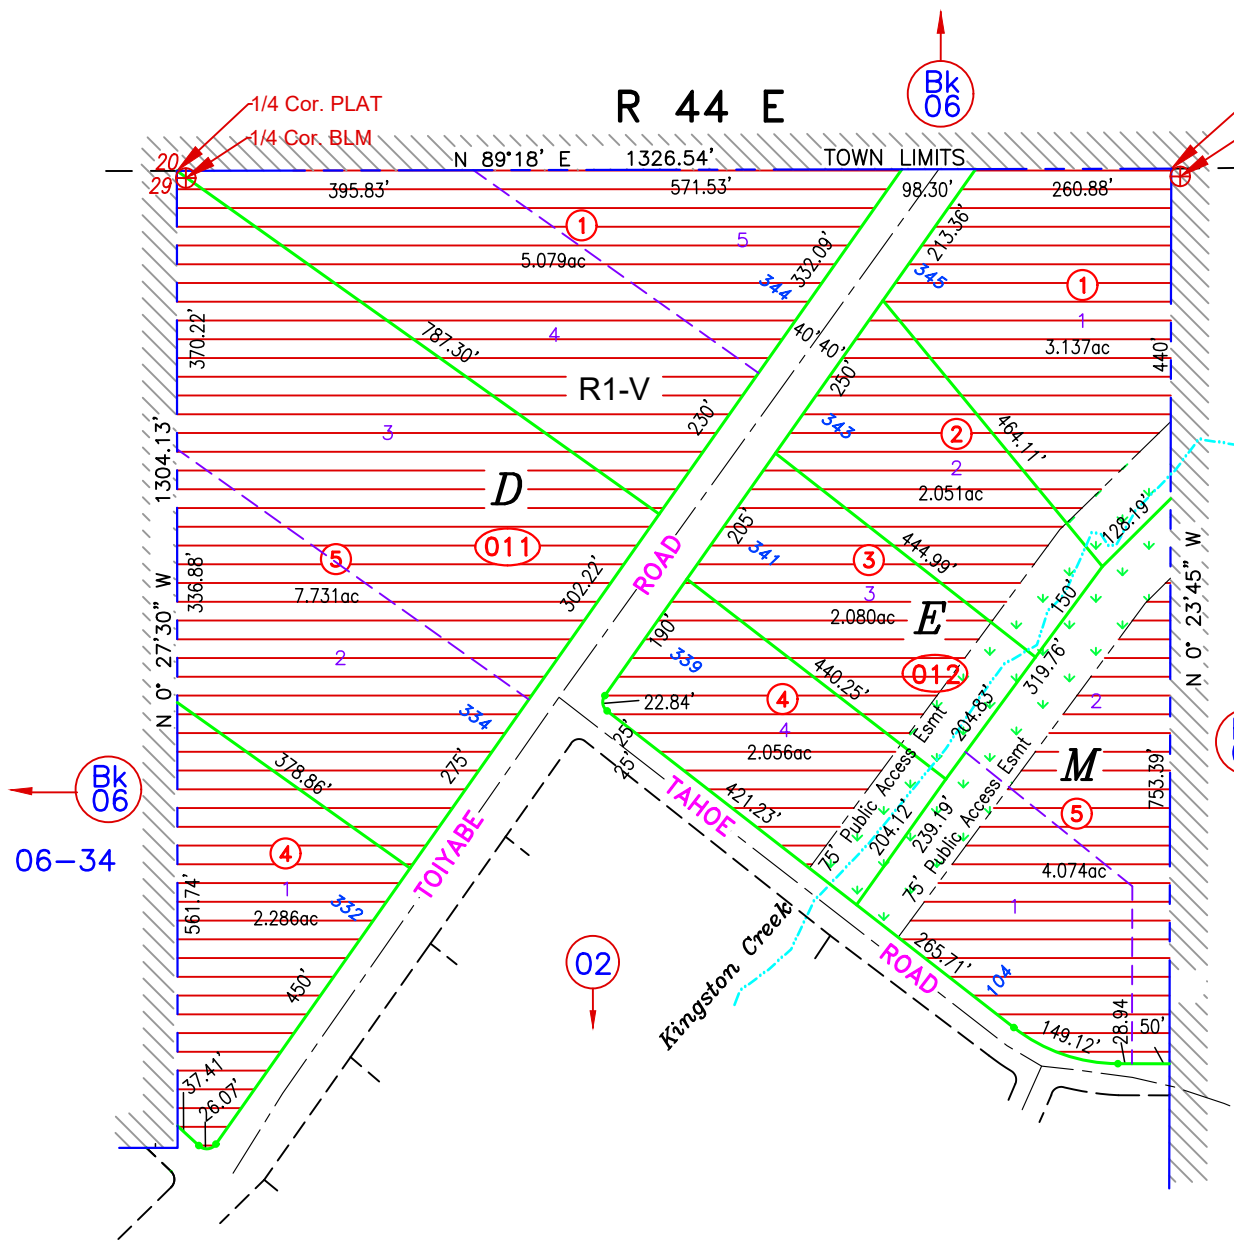 Bk
06
R 44 E
1/4 Cor. PLAT
1/4 Cor. BLM
20
29
N 89°18' E 1326.54' TOWN LIMITS
395.83' 571.53' 98.30' 260.88'
1
5
5.079ac
344
332.09'
213.36'
345
1
1
3.137ac
440'
370.22'
787.30'
4
40' 40'
R1-V
250'
230'
343
464.11'
2
2
2.051ac
3
1304.13'
D
011
5
7.731ac
336.88'
302.22'
ROAD
205'
341
444.99'
3
3
2.080ac
E
012
128.19'
150'
319.76'
N 0° 23'45" W
N 0° 27'30" W
2
334
190'
339
440.25'
22.84'
25'
25'
4
4
2.056ac
204.83'
75' Public Access Esmt
204.12'
239.19'
75' Public Access Esmt
2
M
5
753.39'
4.074ac
1
Bk
06
06-34
378.86'
275'
TOIYABE
TAHOE
421.23'
4
1
2.286ac
332
561.74'
450'
02
Kingston Creek
ROAD
265.71'
104
149.12'
28.94
50'
37.41'
26.07'